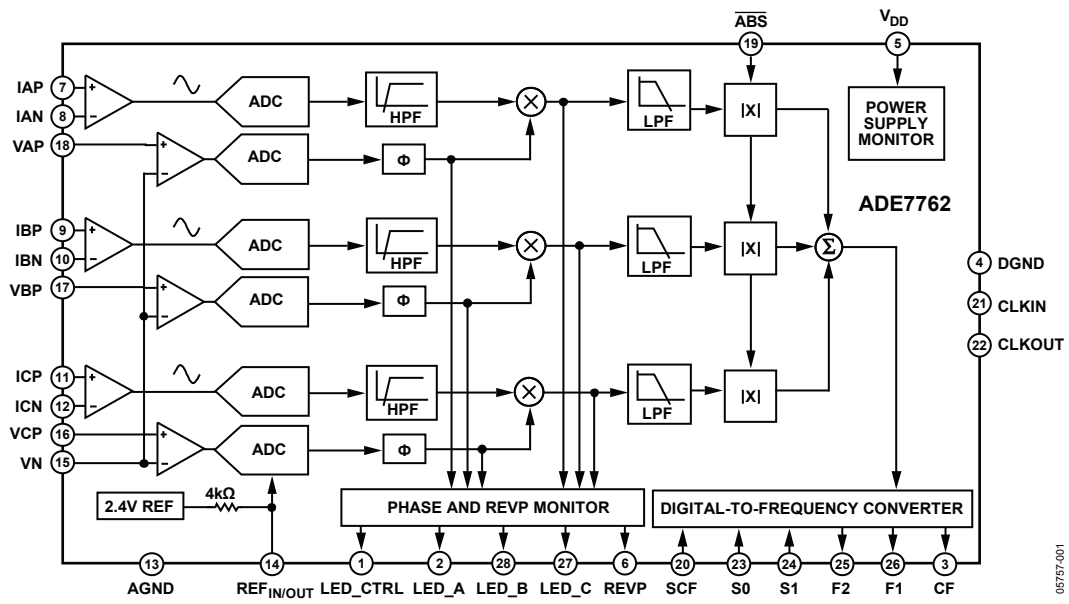 ABS
VDD
19
5
IAP 7 + ADC HPF LPF |X|
IAN 8 –
POWER
SUPPLY
MONITOR
VAP 18 + ADC Φ
–
ADE7762
IBP 9 + ADC HPF LPF |X| Σ
IBN 10 –
4 DGND
VBP 17 + ADC Φ
–
21 CLKIN
22 CLKOUT
ICP 11 + ADC HPF LPF |X|
ICN 12 –
VCP 16 + ADC Φ
VN 15 –
2.4V REF 4kΩ
PHASE AND REVP MONITOR
DIGITAL-TO-FREQUENCY CONVERTER
13 14 1 2 28 27 6 20 23 24 25 26 3
AGND REFIN/OUT LED_CTRL LED_A LED_B LED_C REVP SCF S0 S1 F2 F1 CF
05757-001